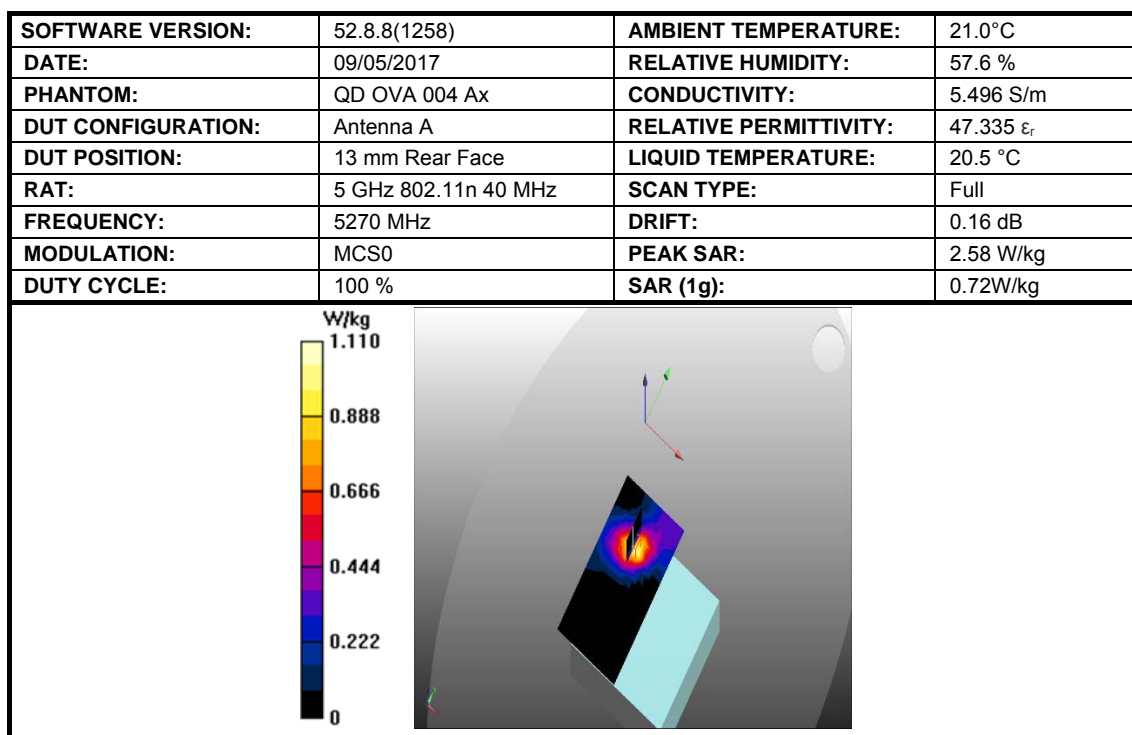 SOFTWARE VERSION: 52.8.8(1258) AMBIENT TEMPERATURE: 21.0°C
DATE: 09/05/2017 RELATIVE HUMIDITY: 57.6 %
PHANTOM: QD OVA 004 Ax CONDUCTIVITY: 5.496 S/m
DUT CONFIGURATION: Antenna A RELATIVE PERMITTIVITY: 47.335 εr
DUT POSITION: 13 mm Rear Face LIQUID TEMPERATURE: 20.5 °C
RAT: 5 GHz 802.11n 40 MHz SCAN TYPE: Full
FREQUENCY: 5270 MHz DRIFT: 0.16 dB
MODULATION: MCS0 PEAK SAR: 2.58 W/kg
DUTY CYCLE: 100 % SAR (1g): 0.72W/kg
W/kg
1.110
0.888
0.666
0.444
0.222
0